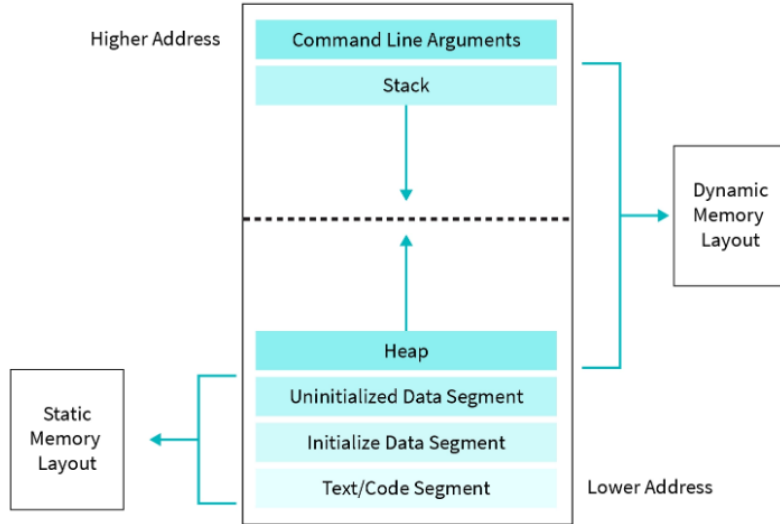 Higher Address
Command Line Arguments
Stack
Dynamic
Memory
Layout
Heap
Uninitialized Data Segment
Static
Memory
Layout
Initialize Data Segment
Text/Code Segment
Lower Address